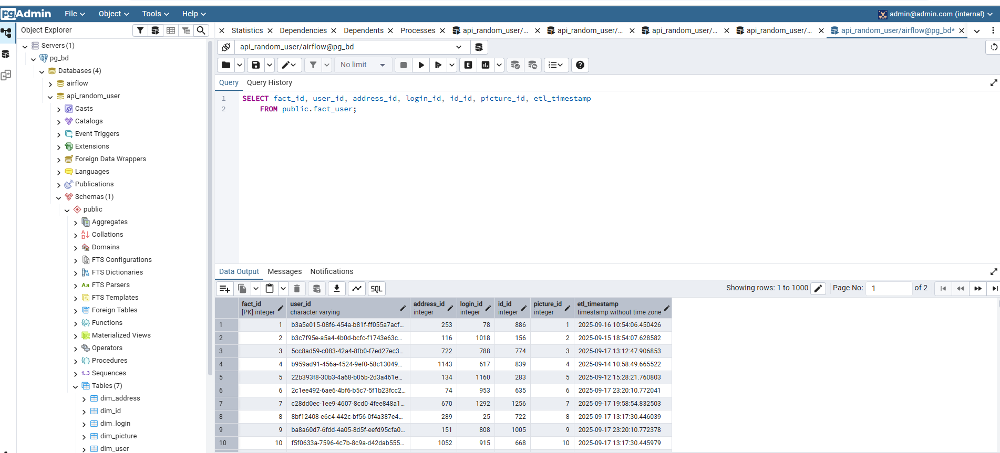 pgAdmin File Object Tools Help admin@admin.com (internal)
Object Explorer
Statistics Dependencies Dependents Processes api_random_user/... api_random_user/... api_random_user/... api_random_user/... api_random_user/airflow@pg_bd*
Servers (1)
pg_bd
Databases (4)
airflow
api_random_user
Casts
Catalogs
Event Triggers
Extensions
Foreign Data Wrappers
Languages
Publications
Schemas (1)
public
Aggregates
Collations
Domains
FTS Configurations
FTS Dictionaries
Aa FTS Parsers
FTS Templates
Foreign Tables
Functions
Materialized Views
Operators
Procedures
1..3 Sequences
Tables (7)
dim_address
dim_id
dim_login
dim_picture
dim_user
api_random_user/airflow@pg_bd
No limit E
Query Query History
1 SELECT fact_id, user_id, address_id, login_id, id_id, picture_id, etl_timestamp
2 FROM public.fact_user;
Data Output Messages Notifications
SQL Showing rows: 1 to 1000 Page No: 1 of 2
fact_id user_id address_id login_id id_id picture_id etl_timestamp
[PK] integer character varying integer integer integer integer timestamp without time zone
1 1 b3a5e015-08f6-454a-b81f-ff055a7acf... 253 78 886 1 2025-09-16 10:54:06.450426
2 2 b3c7f95e-a5a4-4b0d-bcfc-f1743e63c... 116 1018 156 2 2025-09-15 18:54:07.628582
3 3 5cc8ad59-c083-42a4-8fb0-f7ed27ec3... 722 788 774 3 2025-09-17 13:12:47.906853
4 4 b959ad91-456a-4524-9ef0-58c13049... 1143 617 839 4 2025-09-14 10:58:49.665522
5 5 22b393f8-30b3-4a68-b05b-2d3a461e... 134 1160 283 5 2025-09-12 15:28:21.760803
6 6 2c1ee492-6ae6-4bf6-b5c7-5f1b23fcc2... 74 953 635 6 2025-09-17 23:20:10.772041
7 7 c28dd0ec-1ee9-4607-8cd0-4fee848a1... 670 1292 1256 7 2025-09-17 19:58:54.832503
8 8 8bf12408-e6c4-442c-bf56-0f4a387e4... 289 25 722 8 2025-09-17 13:17:30.446039
9 9 ba8a60d7-6fdd-4a05-8d5f-eefd95cfa0... 151 808 1005 9 2025-09-17 23:20:10.772378
10 10 f5f0633a-7596-4c7b-8c9a-d42dab555... 1052 915 668 10 2025-09-17 13:17:30.445979